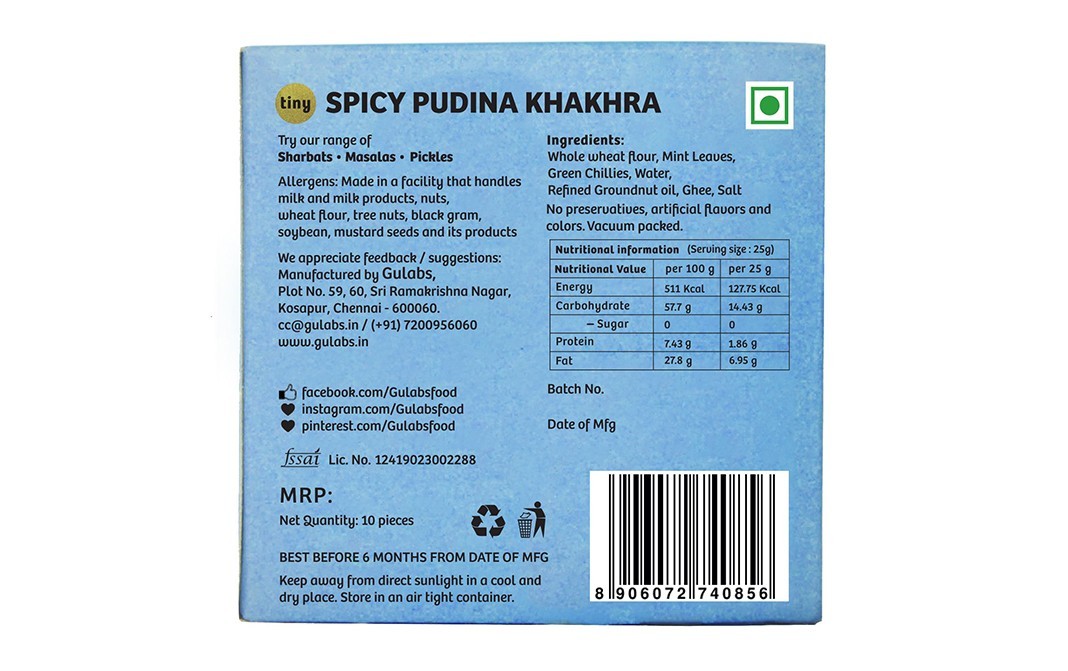 tiny SPICY PUDINA KHAKHRA
Try our range of
Sharbats • Masalas • Pickles
Allergens: Made in a facility that handles
milk and milk products, nuts,
wheat flour, tree nuts, black gram,
soybean, mustard seeds and its products
We appreciate feedback / suggestions:
Manufactured by Gulabs,
Plot No. 59, 60, Sri Ramakrishna Nagar,
Kosapur, Chennai - 600060.
cc@gulabs.in / (+91) 7200956060
www.gulabs.in
facebook.com/Gulabsfood
instagram.com/Gulabsfood
pinterest.com/Gulabsfood
fssai Lic. No. 12419023002288
MRP:
Net Quantity: 10 pieces
BEST BEFORE 6 MONTHS FROM DATE OF MFG
Keep away from direct sunlight in a cool and
dry place. Store in an air tight container.
Ingredients:
Whole wheat flour, Mint Leaves,
Green Chillies, Water,
Refined Groundnut oil, Ghee, Salt
No preservatives, artificial flavors and
colors. Vacuum packed.
Nutritional information (Serving size : 25g)
Nutritional Value per 100 g per 25 g
Energy 511 Kcal 127.75 Kcal
Carbohydrate 57.7 g 14.43 g
– Sugar 0 0
Protein 7.43 g 1.86 g
Fat 27.8 g 6.95 g
Batch No.
Date of Mfg
8 906072 740856